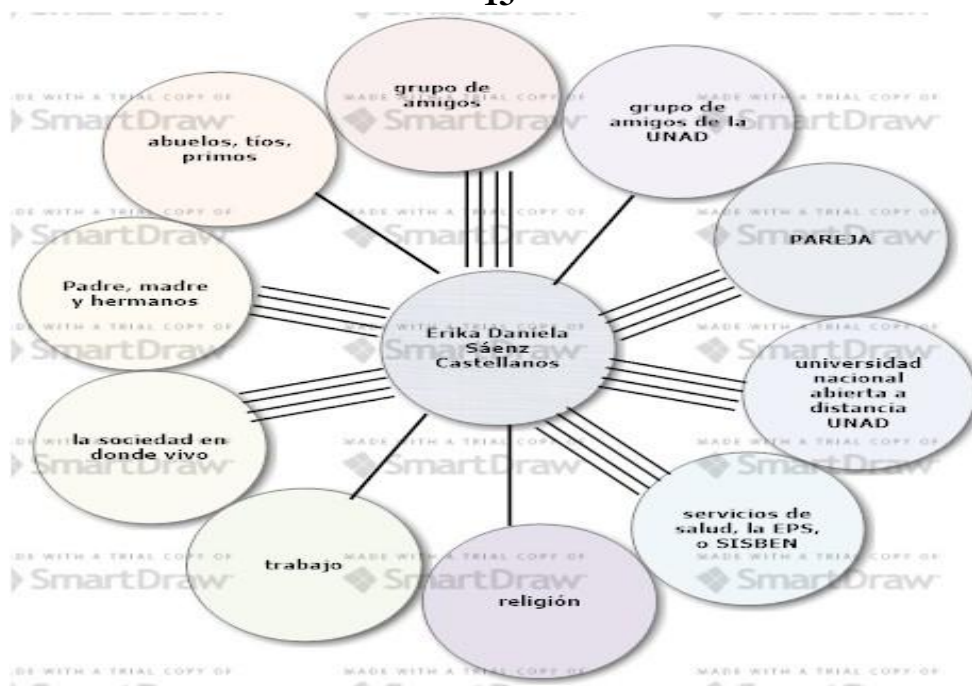 grupo de
amigos
grupo de
amigos de la
UNAD
abuelos, tíos,
primos
PAREJA
Padre, madre
y hermanos
Erika Daniela
Sáenz
Castellanos
universidad
nacional
abierta a
distancia
UNAD
la sociedad en
donde vivo
servicios de
salud, la EPS,
o SISBEN
trabajo
religión
MADE WITH A TRIAL COPY OF
SmartDraw